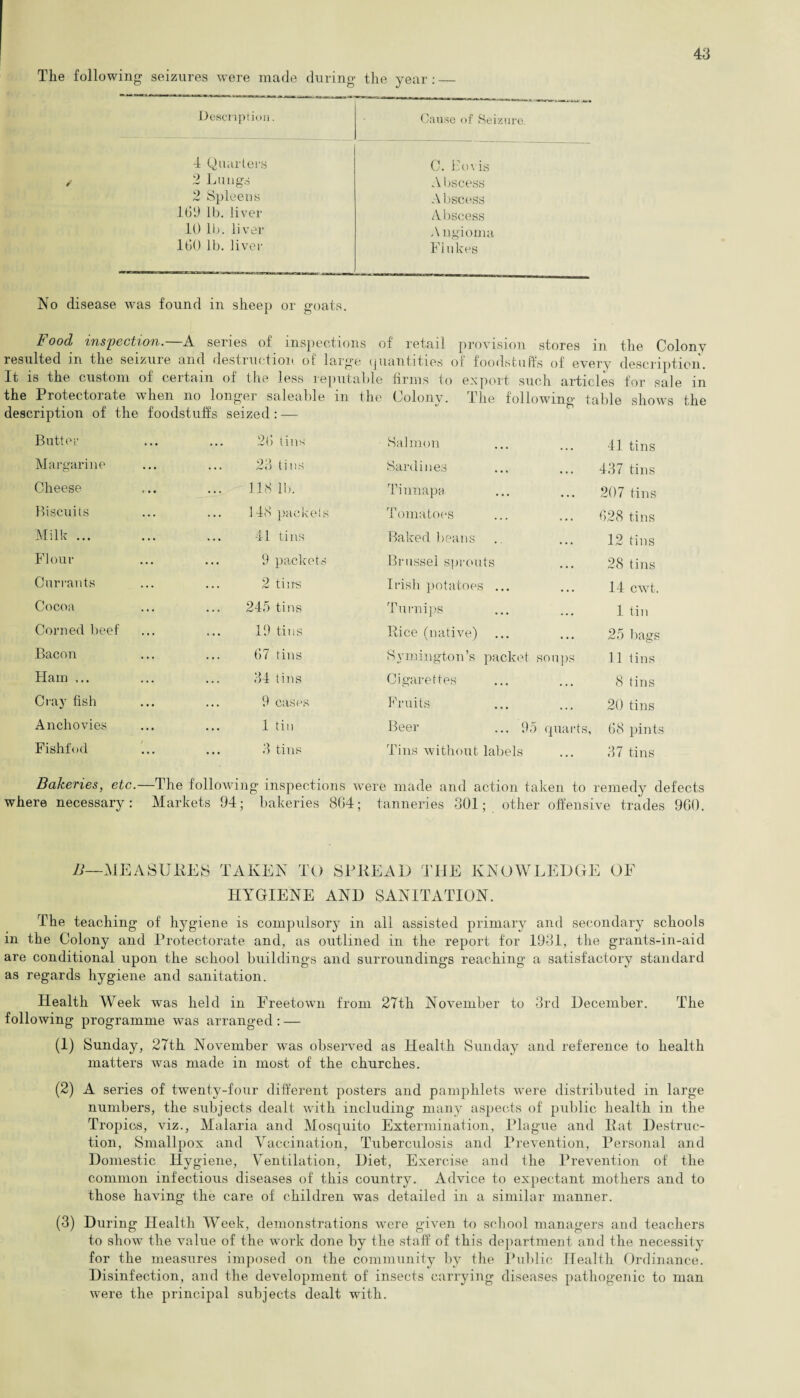 43
The following seizures were made during the year : —
Description. Cause of Seizure.
4 Quarters C. Bovis
2 Lungs Abscess
2 Spleens Abscess
169 lb. liver Abscess
10 lb. liver Angioma
160 lb. liver Flukes
No disease was found in sheep or goats.
Food inspection.—A series of inspections of retail provision stores in the Colony
resulted in the seizure and destruction of large quantities of foodstuffs of every description.
It is the custom of certain of the less reputable firms to export such articles for sale in
the Protectorate when no longer saleable in the Colony. The following table shows the
description of the foodstuffs seized : —
Butter ... ... 26 tins Salmon ... ... 41 tins
Margarine ... ... 23 tins Sardines ... ... 437 tins
Cheese ... ... 118 lb. Tinnapa ... ... 207 tins
Biscuits ... ... 148 packets Tomatoes ... ... 628 tins
Milk ... ... ... 41 tins Baked beans .. ... 12 tins
Flour ... ... 9 packets Brussel sprouts ... 28 tins
Currants ... ... 2 tins Irish potatoes ... ... 14 cwt.
Cocoa ... ... 245 tins Turnips ... ... 1 tin
Corned beef ... ... 19 tins Rice (native) ... ... 25 bags
Bacon ... ... 67 tins Symington's packet soups 11 tins
Ham ... ... ... 34 tins Cigarettes ... ... 8 tins
Cray fish ... ... 9 cases Fruits ... ... 20 tins
Anchovies ... ... 1 tin Beer ... 95 quarts, 68 pints
Fishfod ... ... 3 tins Tins without labels ... 37 tins
Bakeries, etc.—The following inspections were made and action taken to remedy defects
where necessary : Markets 94; bakeries 864; tanneries 301; other offensive trades 960.
B—MEASURES TAKEN TO SPREAD THE KNOWLEDGE OF
HYGIENE AND SANITATION.
The teaching of hygiene is compulsory in all assisted primary and secondary schools
in the Colony and Protectorate and, as outlined in the report for 1931, the grants-in-aid
are conditional upon the school buildings and surroundings reaching a satisfactory standard
as regards hygiene and sanitation.
Health Week was held in Freetown from 27th November to 3rd December. The
following programme was arranged : —
(1) Sunday, 27th November was observed as Health Sunday and reference to health
matters was made in most of the churches.
(2) A series of twenty-four different posters and pamphlets were distributed in large
numbers, the subjects dealt with including many aspects of public health in the
Tropics, viz., Malaria and Mosquito Extermination, Plague and Rat Destruc-
tion, Smallpox and Vaccination, Tuberculosis and Prevention, Personal and
Domestic Hygiene, Ventilation, Diet, Exercise and the Prevention of the
common infectious diseases of this country. Advice to expectant mothers and to
those having the care of children was detailed in a similar manner.
(3) During Health Week, demonstrations were given to school managers and teachers
to show the value of the work done by the staff of this department and the necessity
for the measures imposed on the community by the Public Health Ordinance.
Disinfection, and the development of insects carrying diseases pathogenic to man
were the principal subjects dealt with.